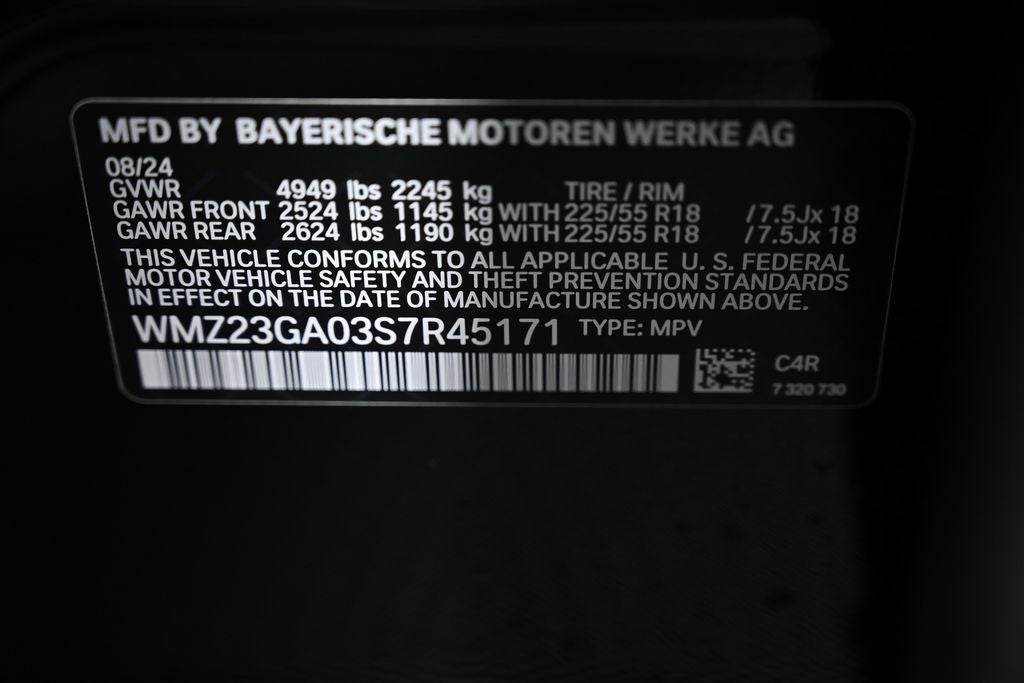 MFD BY BAYERISCHE MOTOREN WERKE AG
08/24
GVWR 4949 lbs 2245 kg TIRE / RIM
GAWR FRONT 2524 lbs 1145 kg WITH 225/55 R18 / 7.5Jx 18
GAWR REAR 2624 lbs 1190 kg WITH 225/55 R18 / 7.5Jx 18
THIS VEHICLE CONFORMS TO ALL APPLICABLE U. S. FEDERAL
MOTOR VEHICLE SAFETY AND THEFT PREVENTION STANDARDS
IN EFFECT ON THE DATE OF MANUFACTURE SHOWN ABOVE.
WMZ23GA03S7R45171 TYPE: MPV
C4R
7 320 730